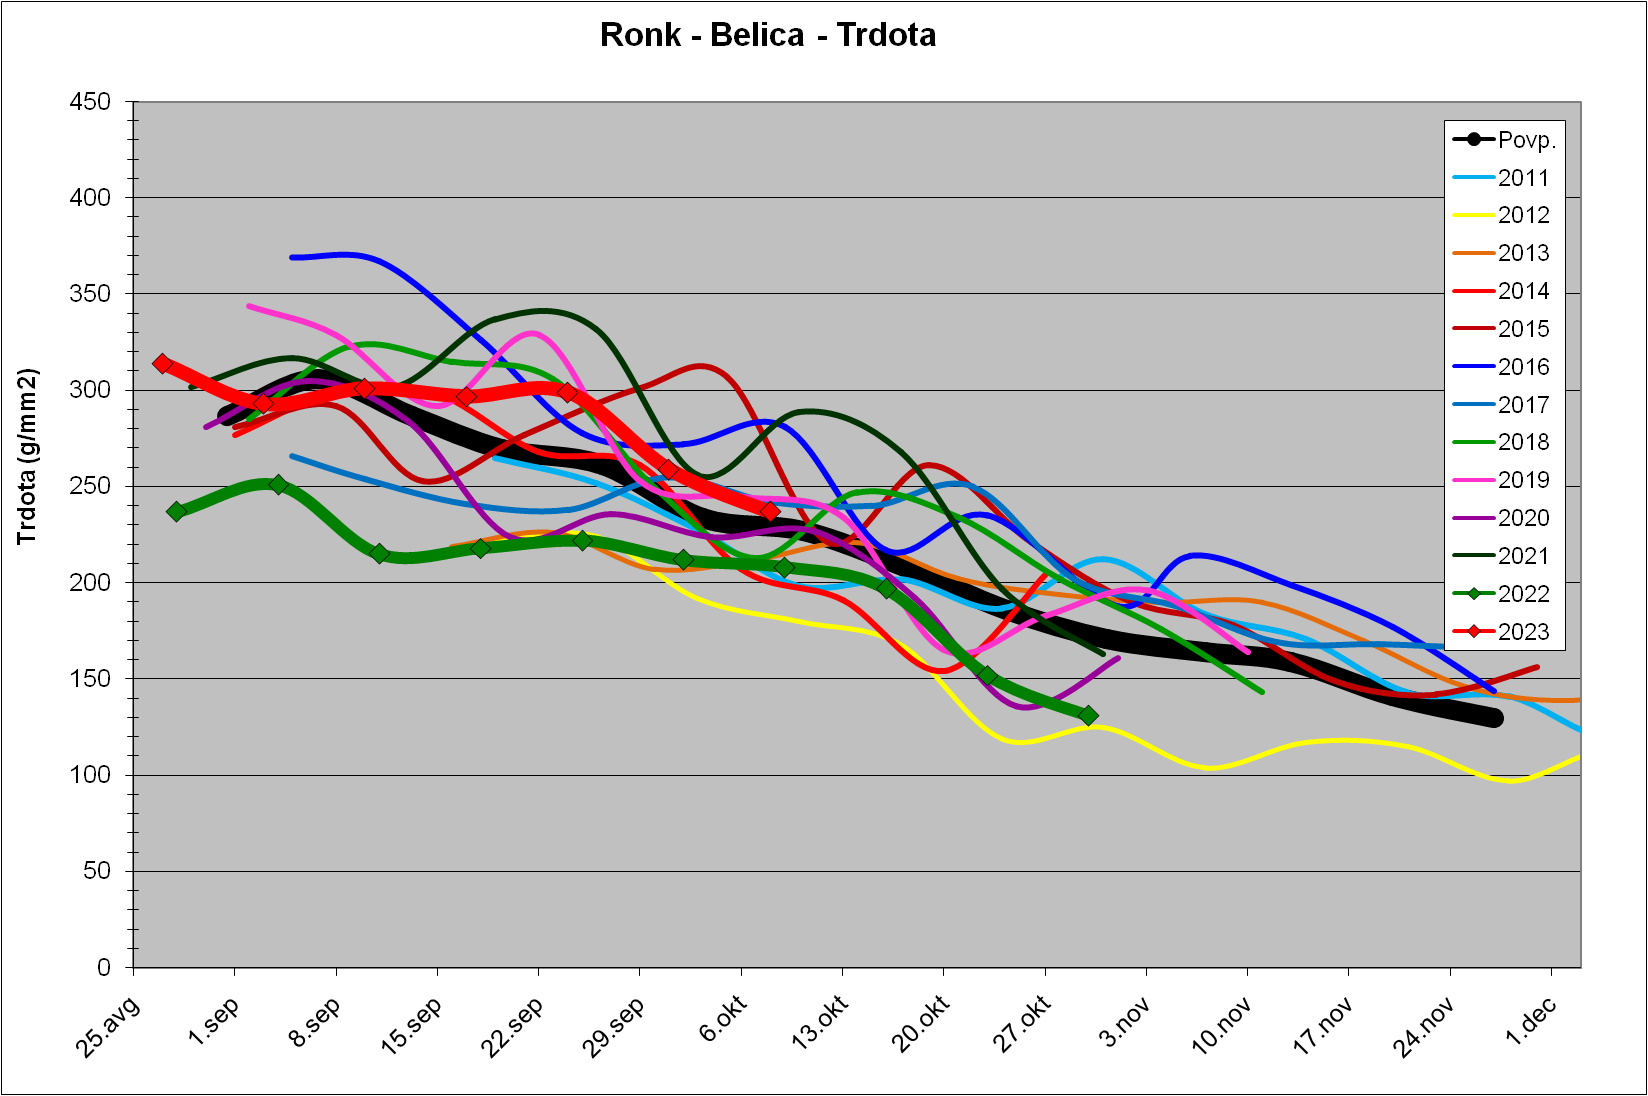 Ronk - Belica - Trdota
Trdota (g/mm2)
450
400
350
300
250
200
150
100
50
0
25.avg
1.sep
8.sep
15.sep
22.sep
29.sep
6.okt
13.okt
20.okt
27.okt
3.nov
10.nov
17.nov
24.nov
1.dec
Povp.
2011
2012
2013
2014
2015
2016
2017
2018
2019
2020
2021
2022
2023